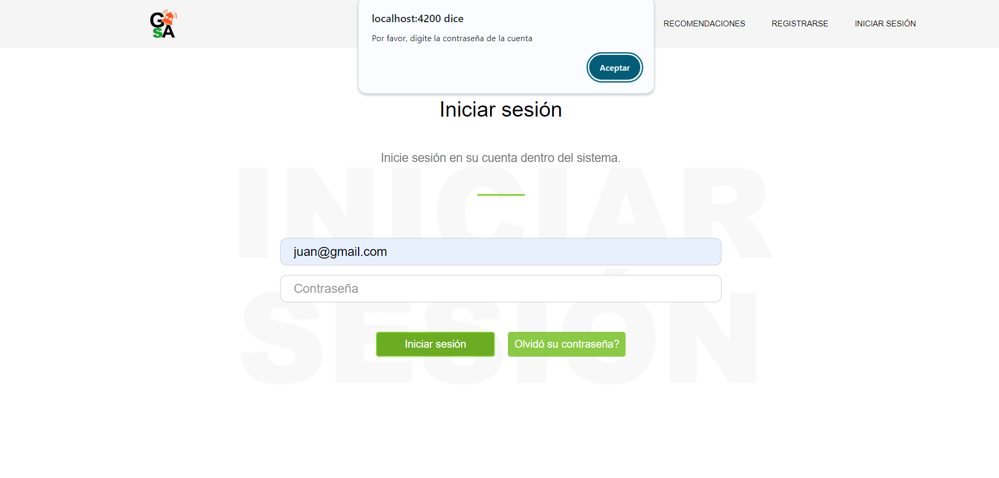 GSA
localhost:4200 dice
Por favor, digite la contraseña de la cuenta
Aceptar
RECOMENDACIONES
REGISTRARSE
INICIAR SESIÓN
Iniciar sesión
Inicie sesión en su cuenta dentro del sistema.
INICIAR
SESIÓN
juan@gmail.com
Contraseña
Iniciar sesión
Olvidó su contraseña?